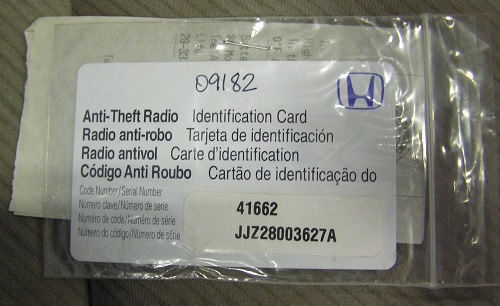 09182
Anti-Theft Radio Identification Card
Radio anti-robo Tarjeta de identificación
Radio antivol Carte d'identification
Código Anti Roubo Cartão de identificação do
Code Number/Serial Number
Número clave/Número de serie
Numéro de code/Numéro de série
Número do código/Número de série
41662
JJZ28003627A